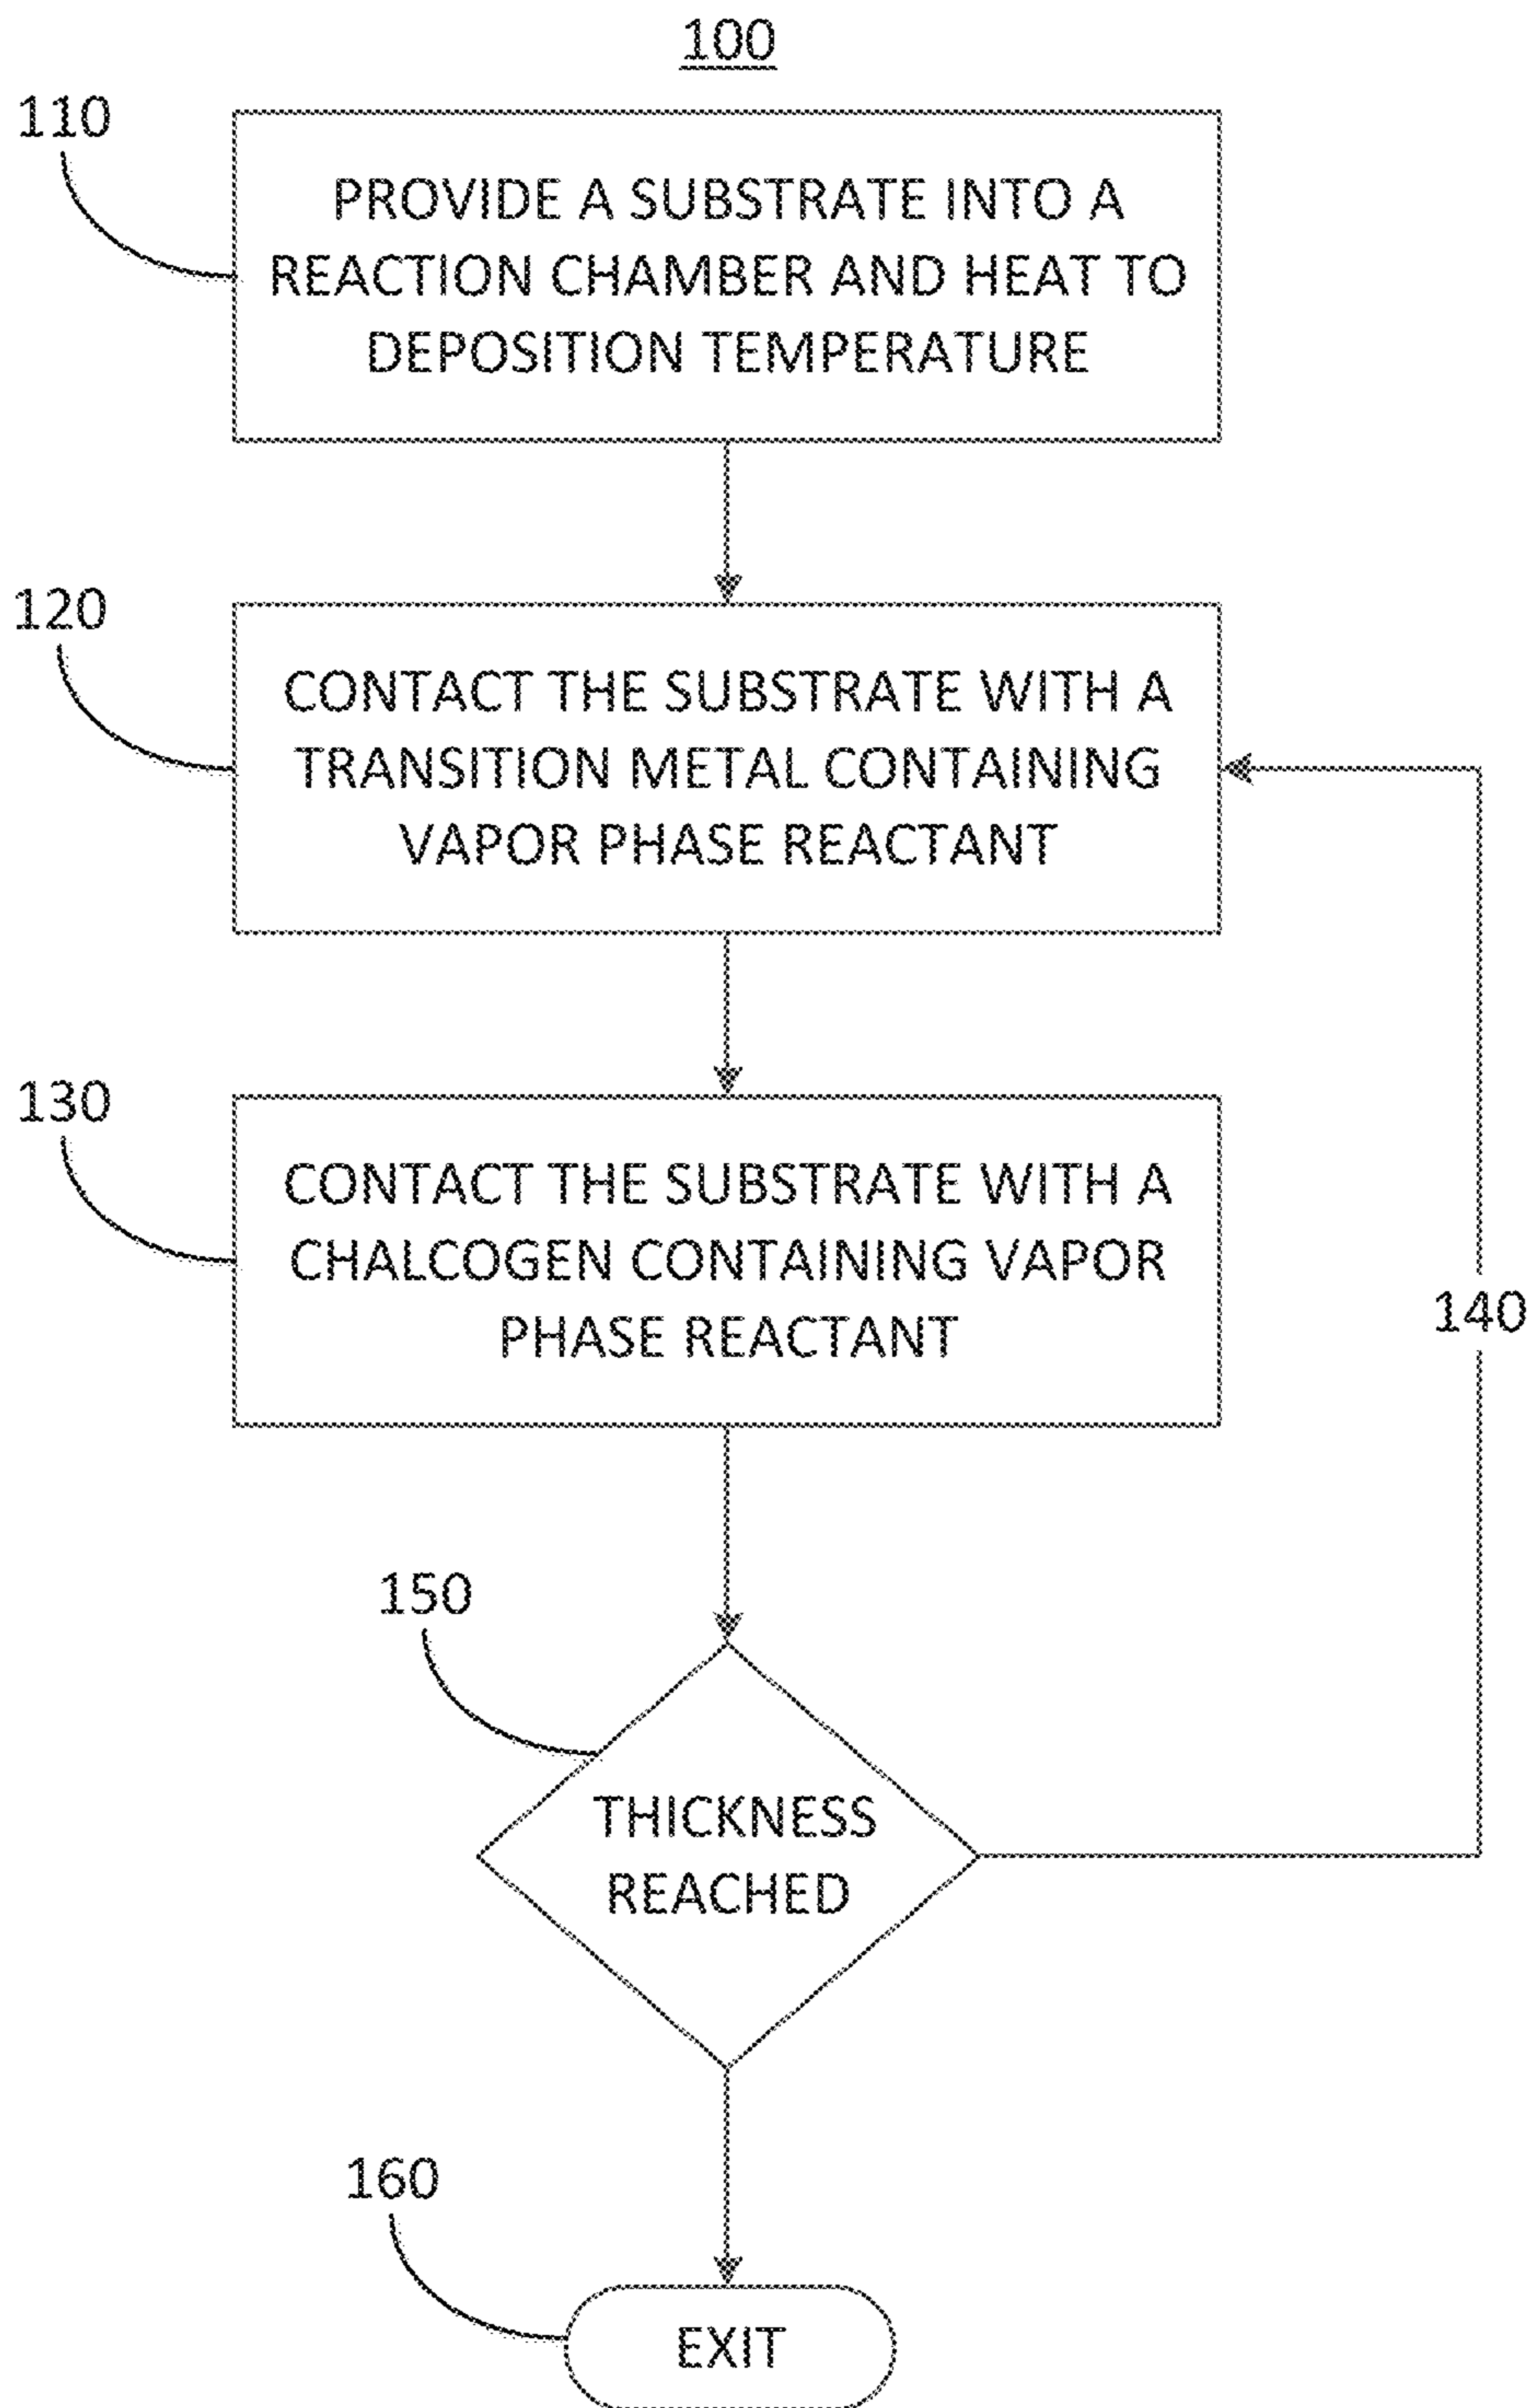 100
110
PROVIDE A SUBSTRATE INTO A
REACTION CHAMBER AND HEAT TO
DEPOSITION TEMPERATURE
120
CONTACT THE SUBSTRATE WITH A
TRANSITION METAL CONTAINING
VAPOR PHASE REACTANT
130
CONTACT THE SUBSTRATE WITH A
CHALCOGEN CONTAINING VAPOR
PHASE REACTANT
140
150
THICKNESS
REACHED
160
EXIT